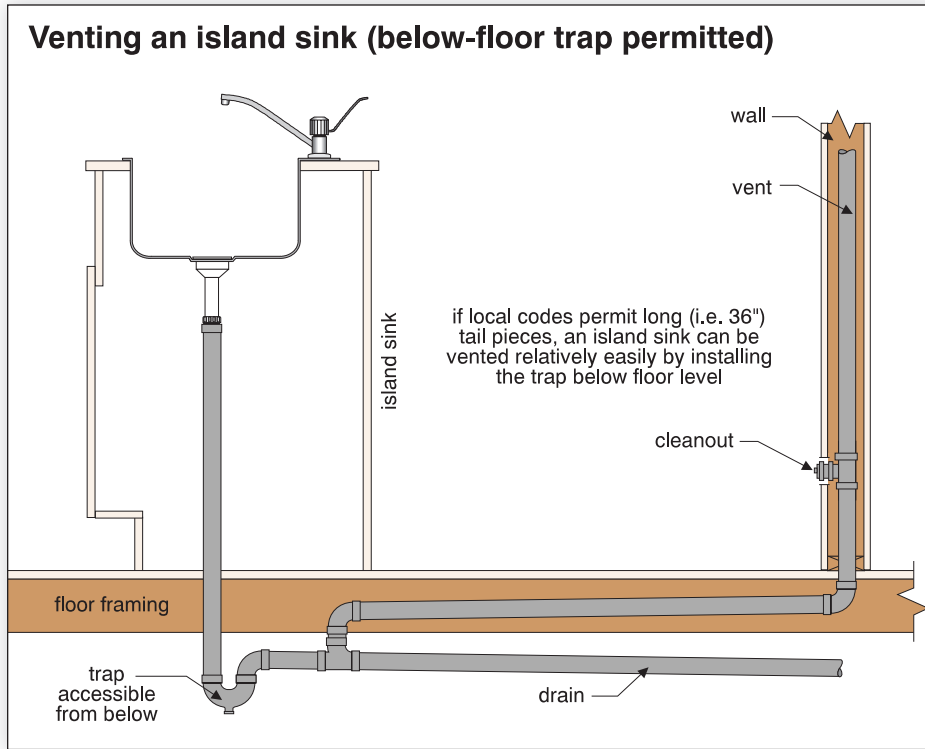 Venting an island sink (below-floor trap permitted)
wall
vent
if local codes permit long (i.e. 36")
tail pieces, an island sink can be
vented relatively easily by installing
the trap below floor level
island sink
cleanout
floor framing
trap
accessible
from below
drain